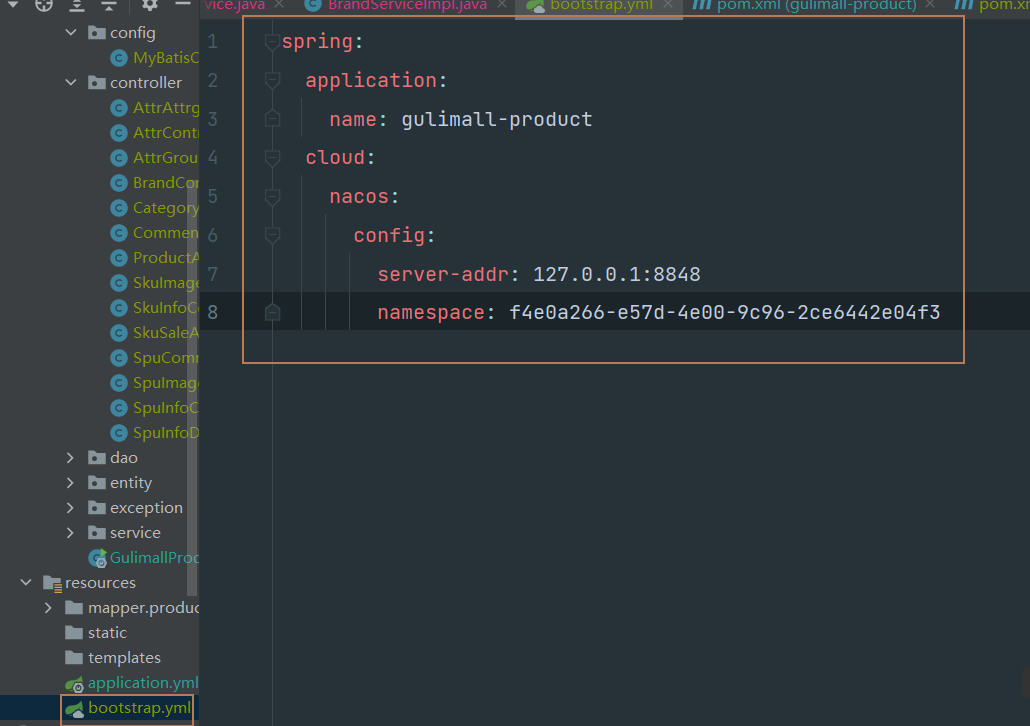 vice.java × BrandServiceImpl.java × bootstrap.yml × pom.xml (gulimall-product) × pom.xm
config
MyBatisC
controller
AttrAttrg
AttrContr
AttrGrou
BrandCon
Category
Commen
ProductA
SkuImage
SkuInfoC
SkuSaleA
SpuComm
SpuImag
SpuInfoC
SpuInfoD
dao
entity
exception
service
GulimallProd
resources
mapper.produc
static
templates
application.yml
bootstrap.yml
1 spring:
2 application:
3 name: gulimall-product
4 cloud:
5 nacos:
6 config:
7 server-addr: 127.0.0.1:8848
8 namespace: f4e0a266-e57d-4e00-9c96-2ce6442e04f3